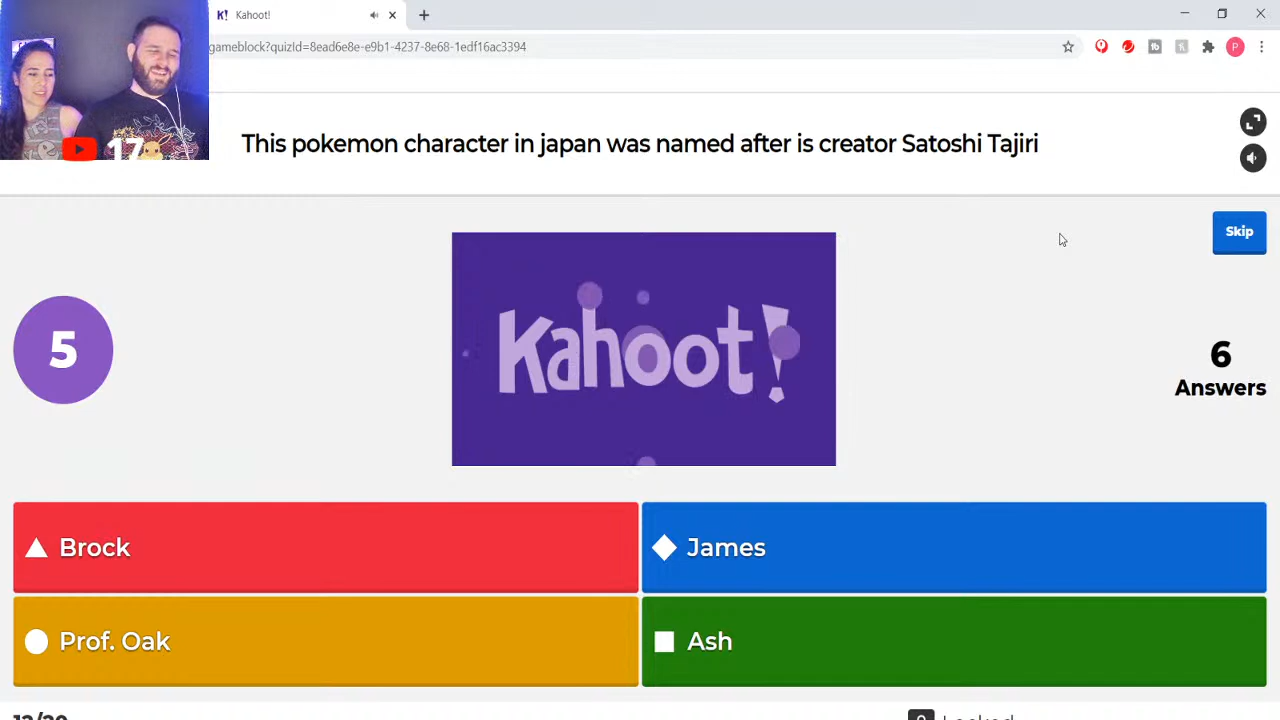 Kahoot!
gameblock?quizId=8ead6e8e-e9b1-4237-8e68-1edf16ac3394
17
This pokemon character in japan was named after is creator Satoshi Tajiri
Skip
5
Kahoot!
6
Answers
Brock
James
Prof. Oak
Ash